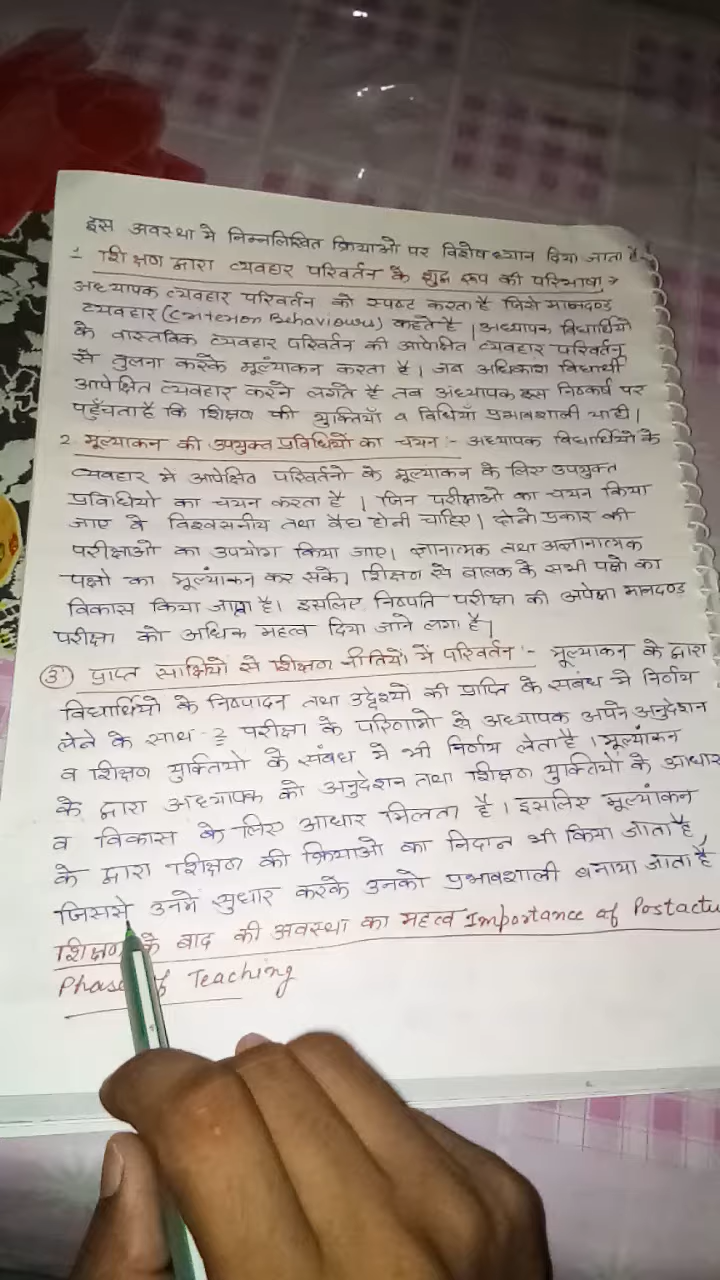 इस अवस्था मे निम्नलिखित क्रियाओ पर विशेष ध्यान दिया जाता है-
1- शिक्षण द्वारा व्यवहार परिवर्तन के शुद्ध रूप की परिभाषा →
अध्यापक व्यवहार परिवर्तन को स्पष्ट करता है जिसे मानदण्ड
व्यवहार (Criterion Behaviours) कहते है । अध्यापक विद्यार्थियो
के वास्तविक व्यवहार परिवर्तन की आपेक्षित व्यवहार परिवर्तन
से तुलना करके मूल्यांकन करता है । जब अधिकाश विद्यार्थी
आपेक्षित व्यवहार करने लगते है तब अध्यापक इस निष्कर्ष पर
पहुँचता है कि शिक्षण की युक्तियाँ व विधियाँ प्रभावशाली थी।
2. मूल्याकन की उपयुक्त प्रविधियों का चयन :- अध्यापक विद्यार्थियो के
व्यवहार मे आपेक्षित परिवर्तनो के मूल्यांकन के लिए उपयुक्त
प्रविधियो का चयन करता है । जिन परीक्षाओ का चयन किया
जाए वे विश्वसनीय तथा वैध होनी चाहिए। दोनो प्रकार की
परीक्षाओ का उपयोग किया जाए। ज्ञानात्मक तथा अज्ञानात्मक
पक्षो का मूल्यांकन कर सके। शिक्षण से बालक के सभी पक्षो का
विकास किया जाता है। इसलिए निष्पति परीक्षा की अपेक्षा मानदण्ड
परीक्षा को अधिक महत्व दिया जाने लगा है।
3 प्राप्त साक्षियो से शिक्षण नीतियों में परिवर्तन :- मूल्याकन के द्वारा
विद्यार्थियो के निष्पादन तथा उद्देश्यो की प्राप्ति के संबंध मे निर्णय
लेने के साथ २ परीक्षा के परिणामो से अध्यापक अपने अनुदेशन
व शिक्षण युक्तियो के संबंध मे भी निर्णय लेता है । मूल्यांकन
के द्वारा अध्यापक को अनुदेशन तथा शिक्षण युक्तियों के आधार
व विकास के लिए आधार मिलता है । इसलिए मूल्यांकन
के द्वारा शिक्षण की क्रियाओ का निदान भी किया जाता है,
जिससे उनमे सुधार करके उनको प्रभावशाली बनाया जाता है
शिक्षण के बाद की अवस्था का महत्व Importance of Postactu
Phase of Teaching